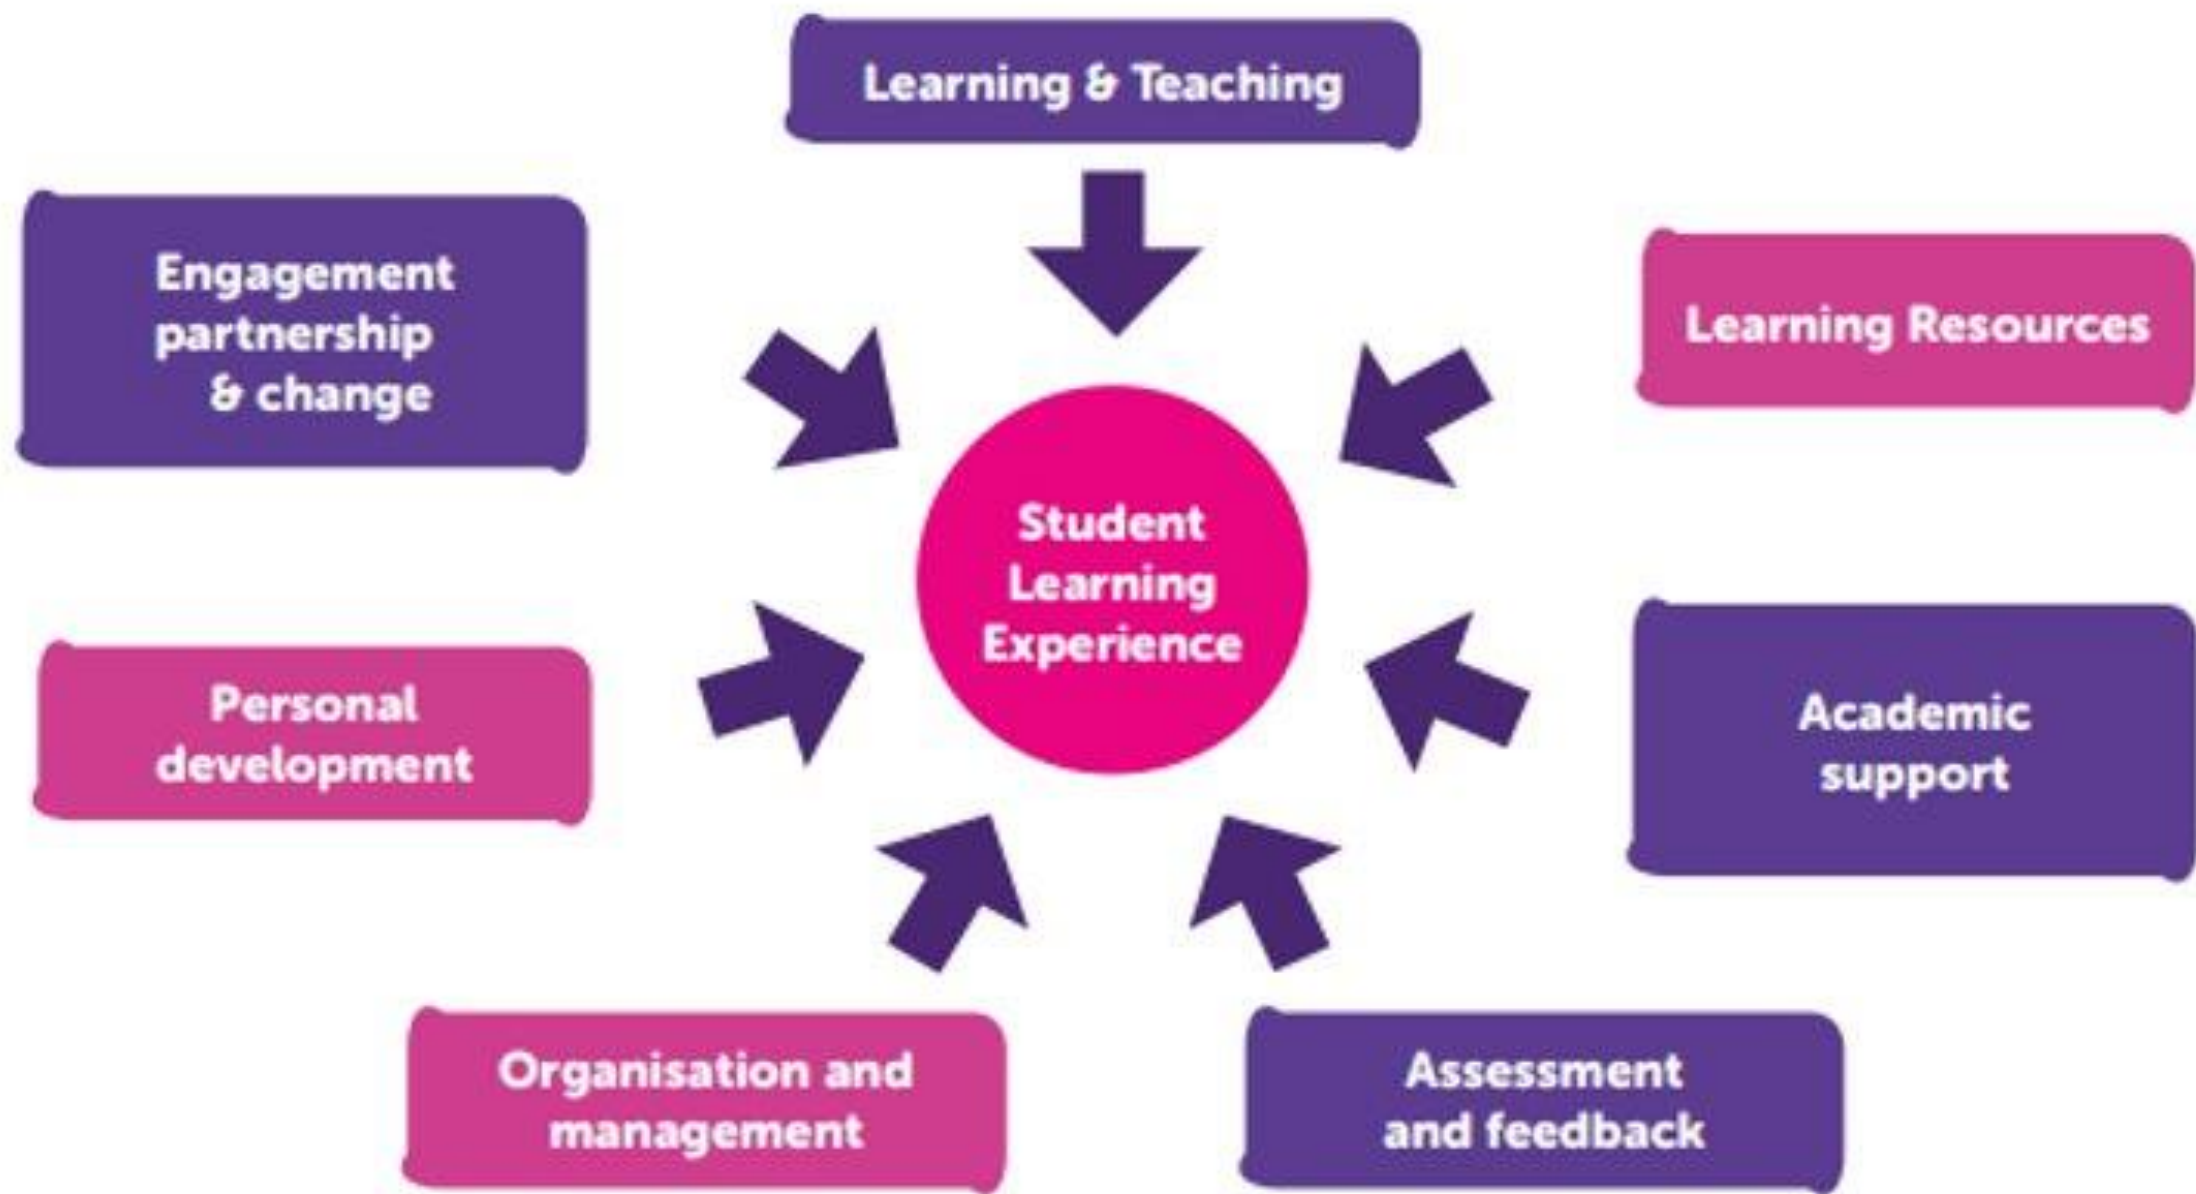 Learning & Teaching
Engagement
partnership
& change
Learning Resources
Student
Learning
Experience
Personal
development
Academic
support
Organisation and
management
Assessment
and feedback